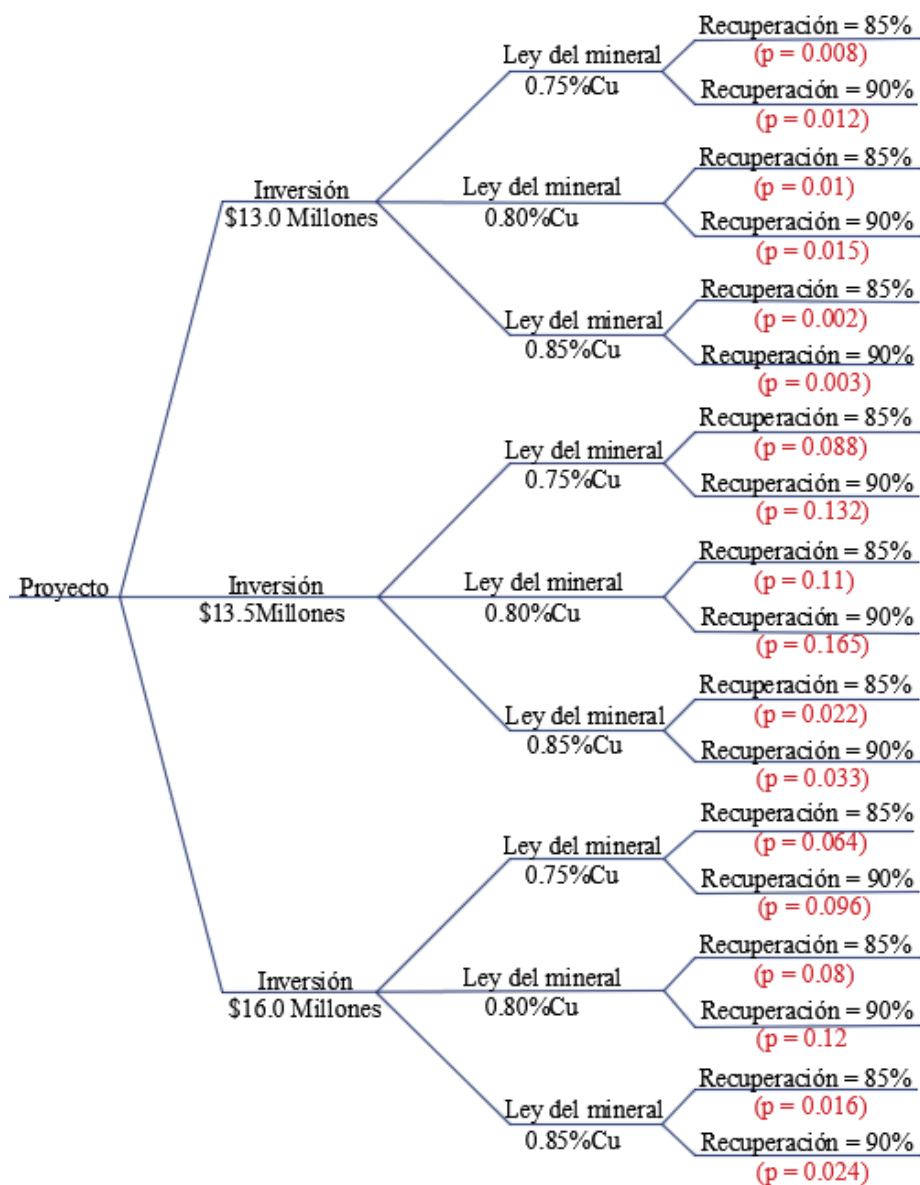 Recuperación = 85%
(p = 0.008)
Ley del mineral
0.75%Cu
Recuperación = 90%
(p = 0.012)
Recuperación = 85%
(p = 0.01)
Inversión
$13.0 Millones
Ley del mineral
0.80%Cu
Recuperación = 90%
(p = 0.015)
Recuperación = 85%
(p = 0.002)
Ley del mineral
0.85%Cu
Recuperación = 90%
(p = 0.003)
Recuperación = 85%
(p = 0.088)
Ley del mineral
0.75%Cu
Recuperación = 90%
(p = 0.132)
Recuperación = 85%
(p = 0.11)
Proyecto
Inversión
$13.5Millones
Ley del mineral
0.80%Cu
Recuperación = 90%
(p = 0.165)
Recuperación = 85%
(p = 0.022)
Ley del mineral
0.85%Cu
Recuperación = 90%
(p = 0.033)
Recuperación = 85%
(p = 0.064)
Ley del mineral
0.75%Cu
Recuperación = 90%
(p = 0.096)
Recuperación = 85%
(p = 0.08)
Inversión
$16.0 Millones
Ley del mineral
0.80%Cu
Recuperación = 90%
(p = 0.12
Recuperación = 85%
(p = 0.016)
Ley del mineral
0.85%Cu
Recuperación = 90%
(p = 0.024)